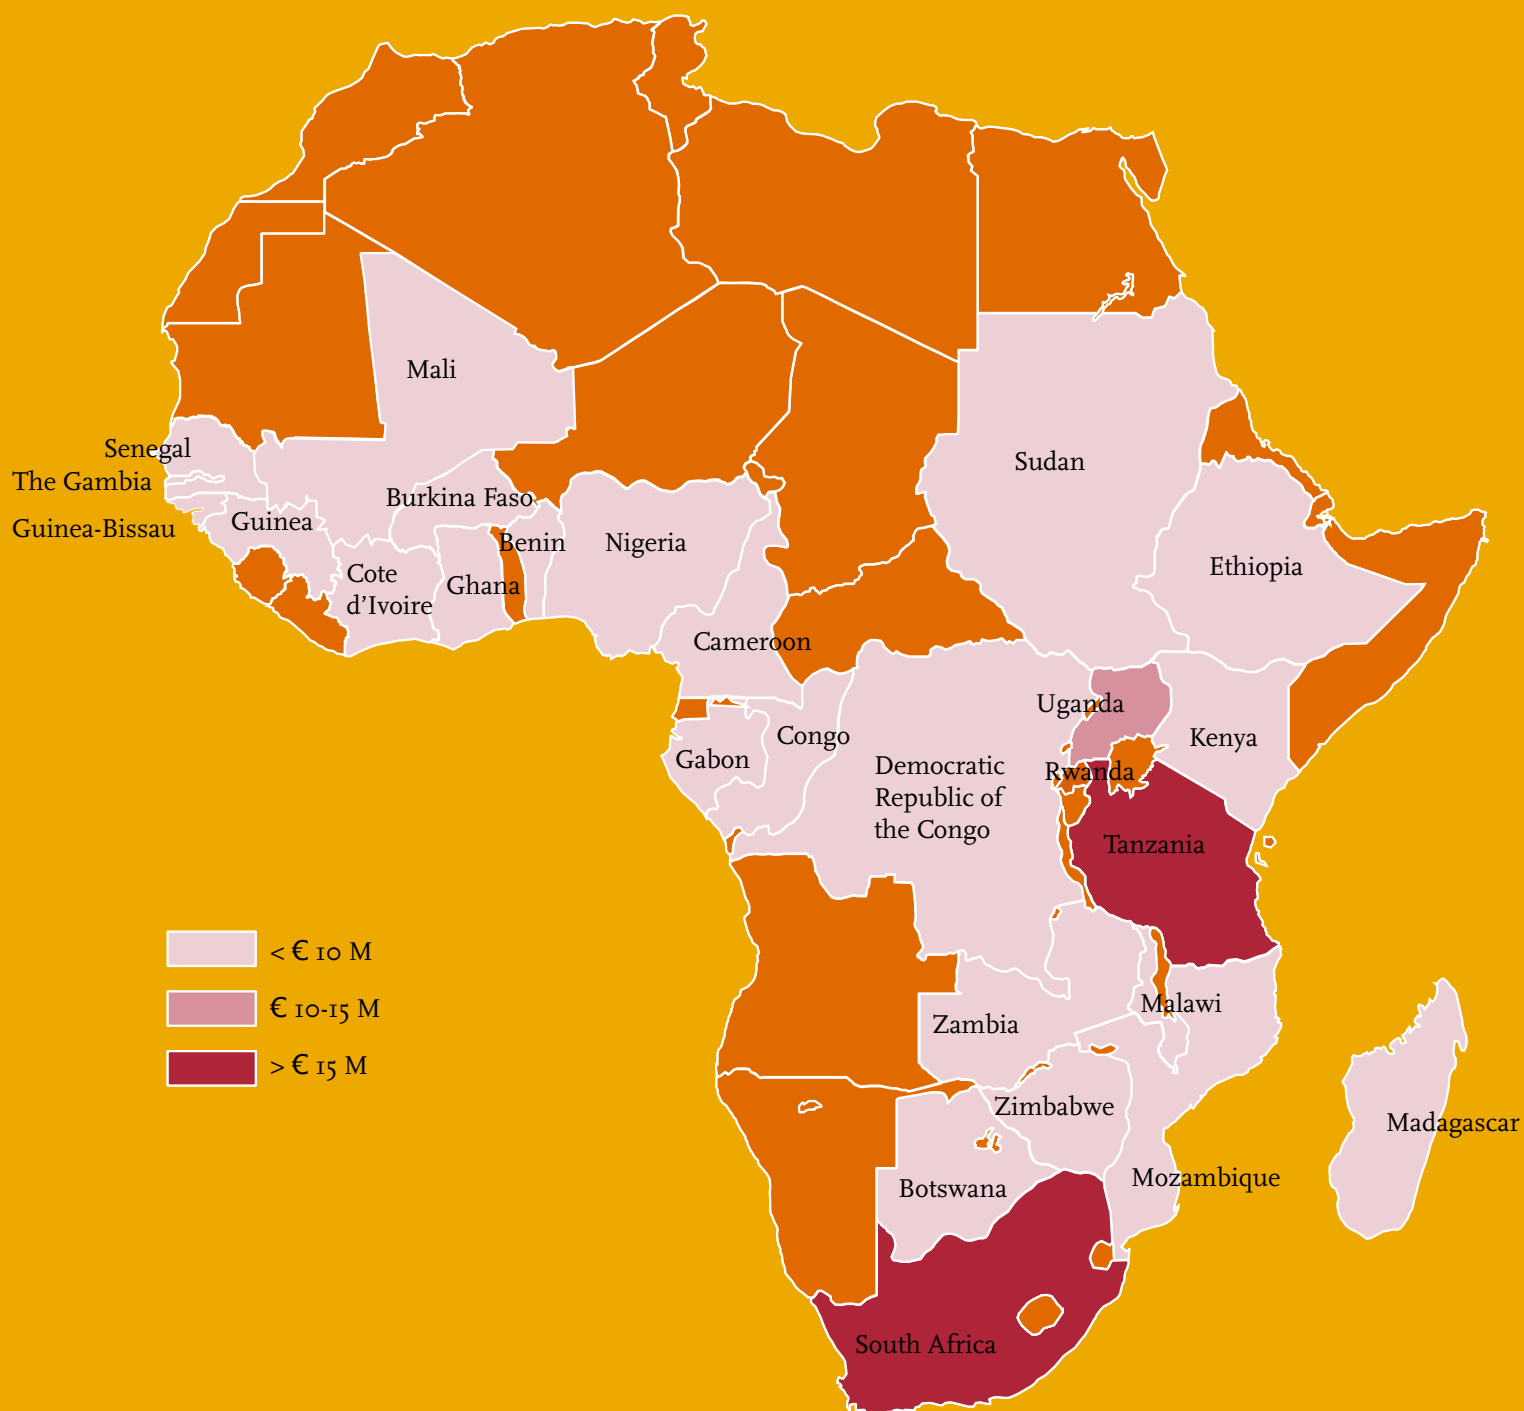 Mali
Senegal
Sudan
The Gambia
Burkina Faso
Guinea
Guinea-Bissau
Benin
Nigeria
Ethiopia
Cote
d’Ivoire
Ghana
Cameroon
Uganda
Congo
Kenya
Gabon
Democratic
Republic of
the Congo
Rwanda
Tanzania
< € 10 M
€ 10-15 M
> € 15 M
Malawi
Zambia
Zimbabwe
Madagascar
Mozambique
Botswana
South Africa